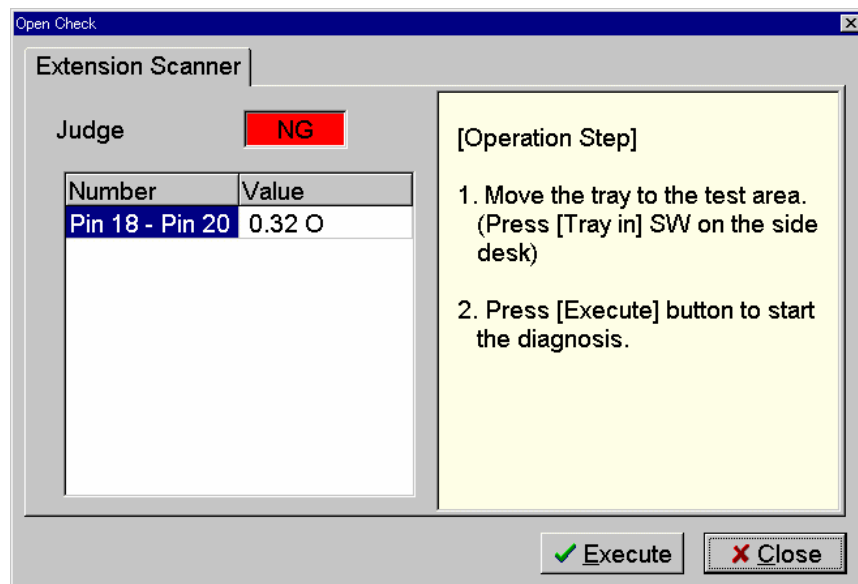 Open Check
Extension Scanner
Judge
NG
Number Value
Pin 18 - Pin 20 0.32 O
[Operation Step]
1. Move the tray to the test area.
(Press [Tray in] SW on the side
desk)
2. Press [Execute] button to start
the diagnosis.
Execute
Close